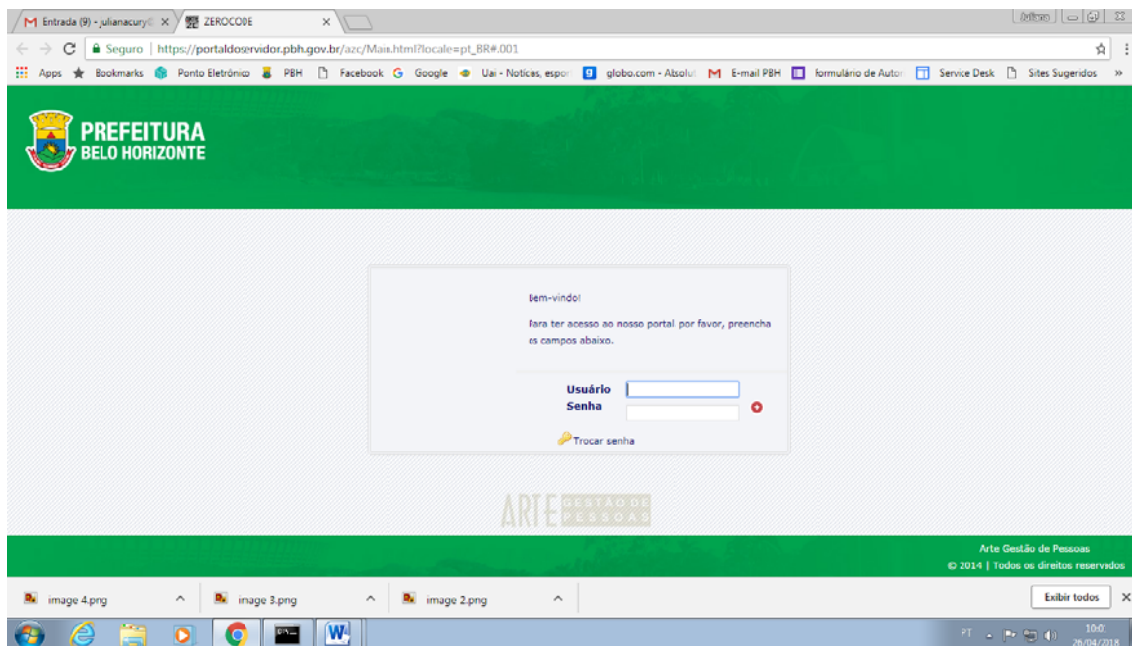 Entrada (9) - julianacury
ZEROCODE
Seguro | https://portaldoservidor.pbh.gov.br/azc/Main.html?locale=pt_BR#.001
Apps Bookmarks Ponto Eletrônico PBH Facebook Google Uai - Notícas, espor globo.com - Absolut E-mail PBH formulário de Autor Service Desk Sites Sugeridos »
PREFEITURA
BELO HORIZONTE
Bem-vindo!
Para ter acesso ao nosso portal por favor, preencha
os campos abaixo.
Usuário
Senha
Trocar senha
ARTE GESTÃO DE
PESSOAS
Arte Gestão de Pessoas
© 2014 | Todos os direitos reservados
image 4.png image 3.png image 2.png Exibir todos
PT 10:0
26/04/2018